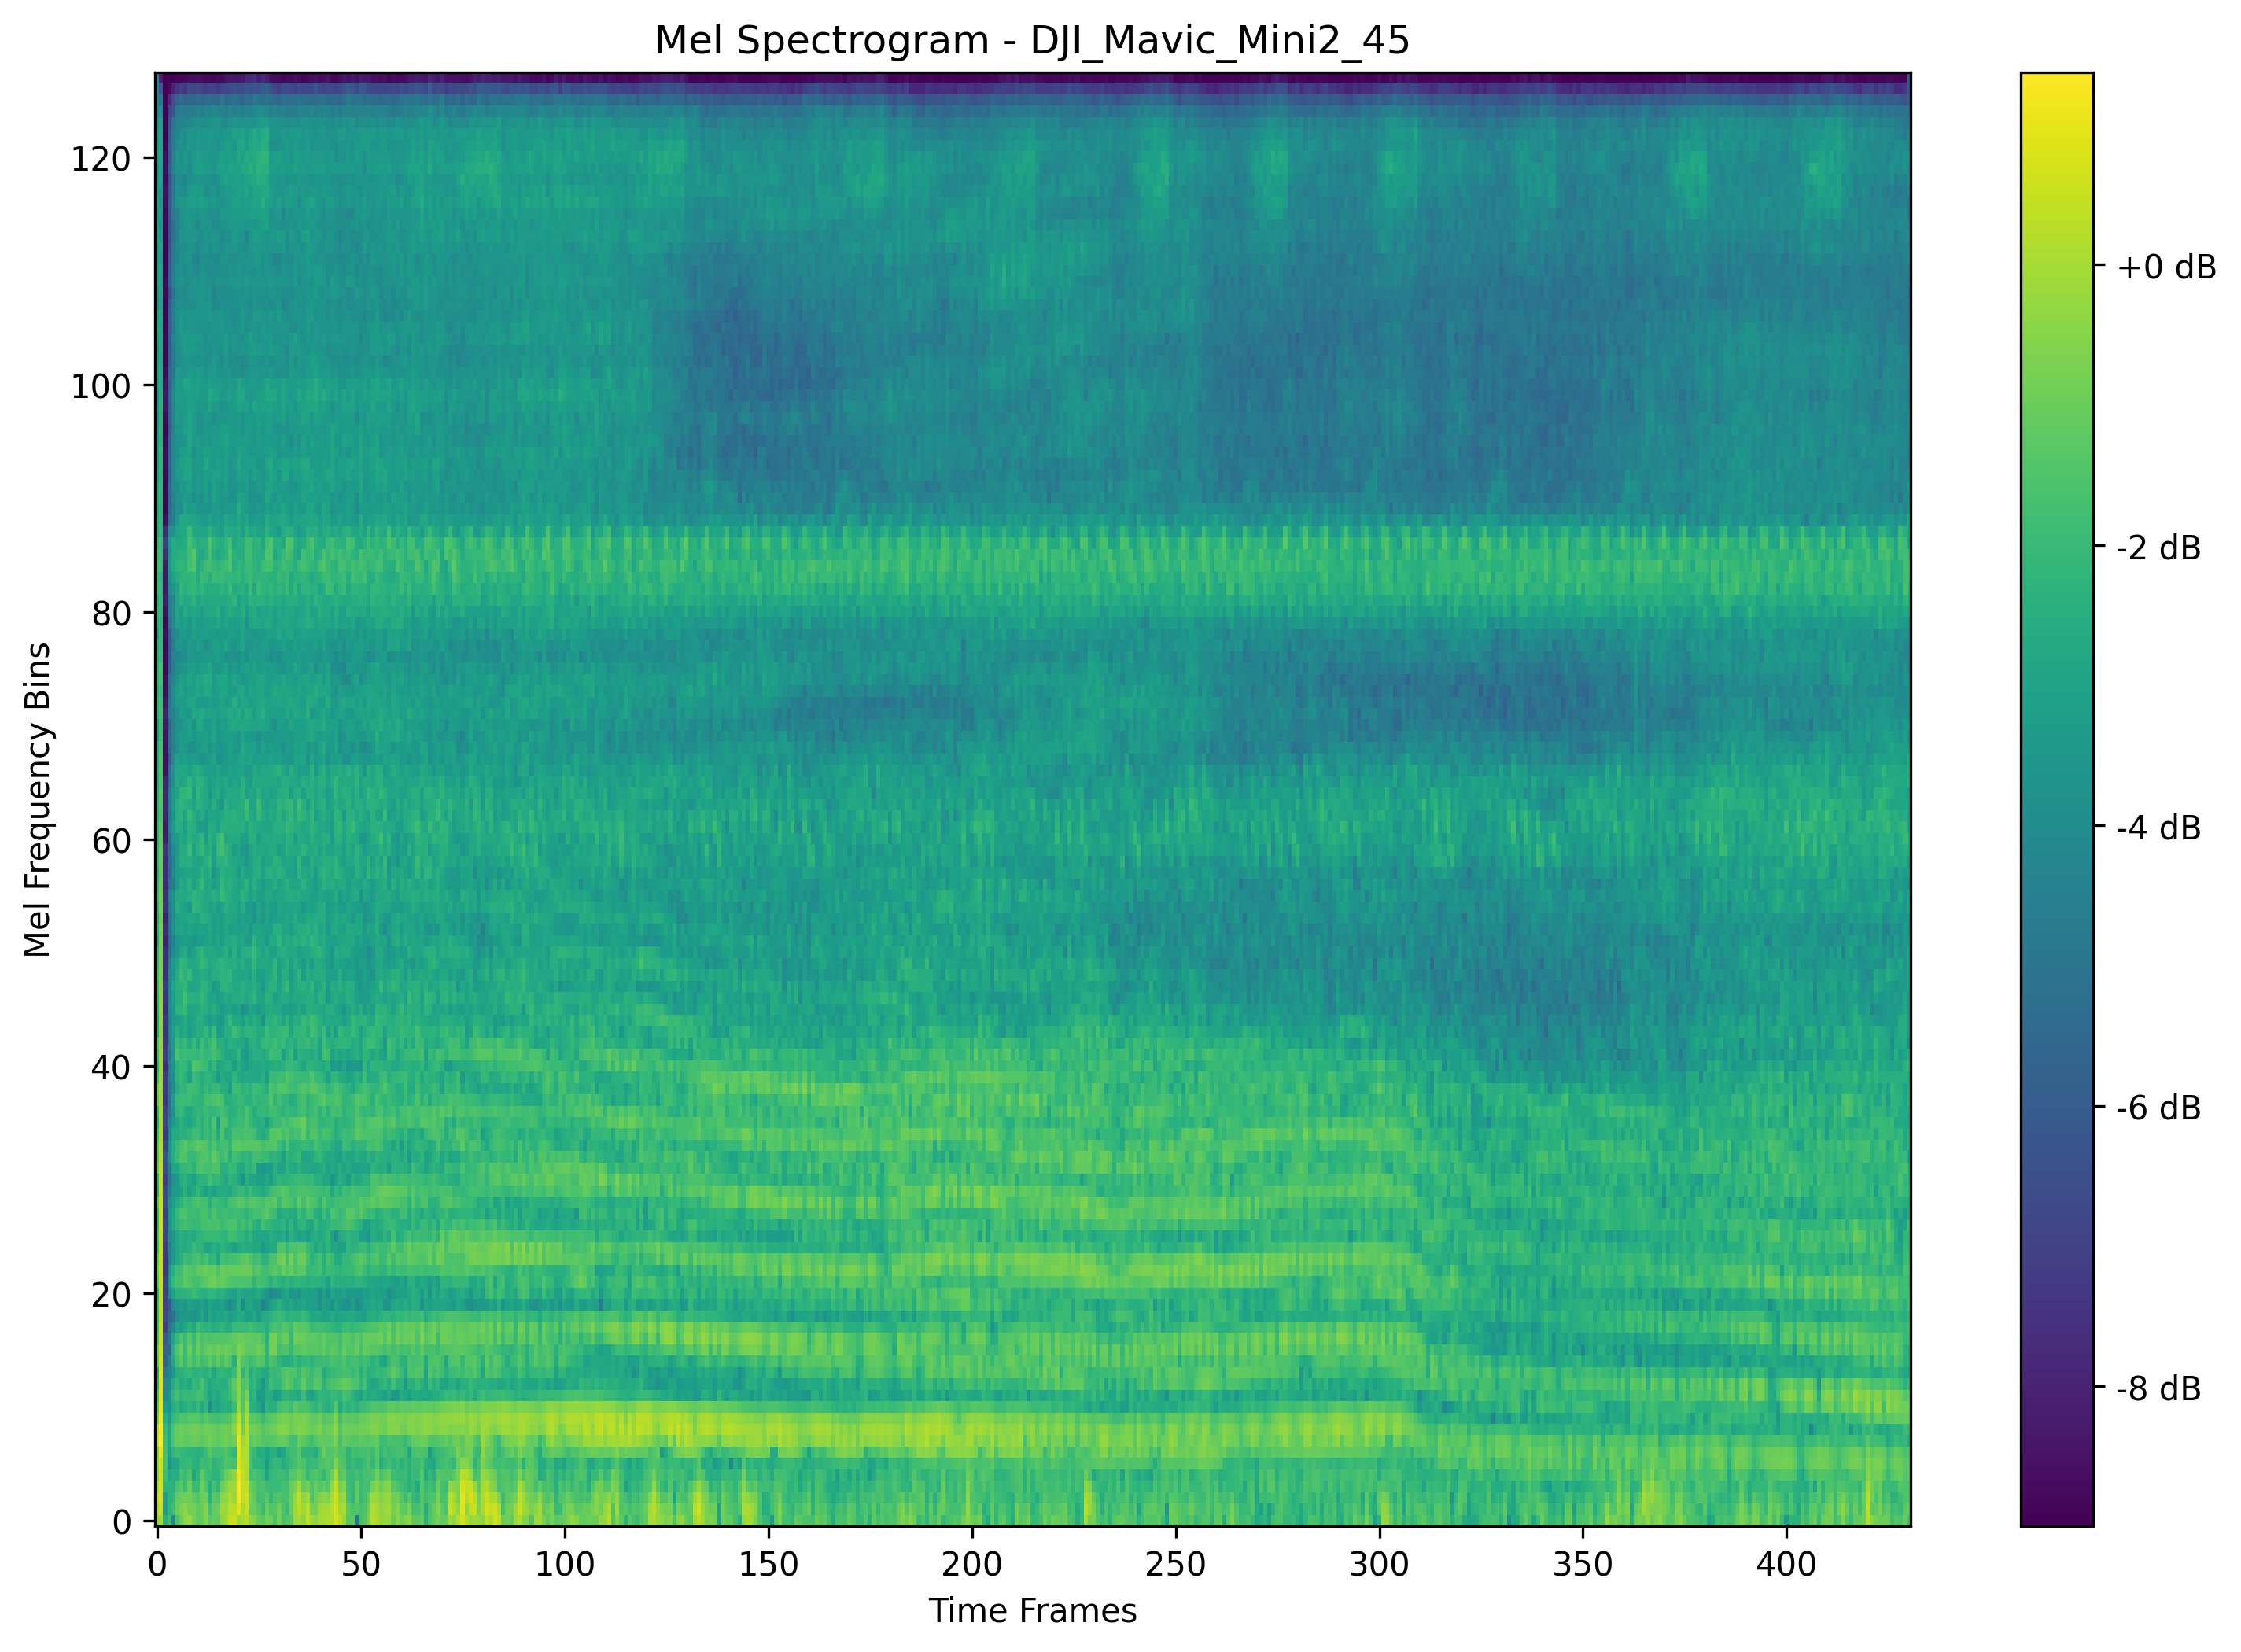 Mel Spectrogram - DJI_Mavic_Mini2_45
Mel Frequency Bins
120
100
80
60
40
20
0
0 50 100 150 200 250 300 350 400
Time Frames
+0 dB
-2 dB
-4 dB
-6 dB
-8 dB